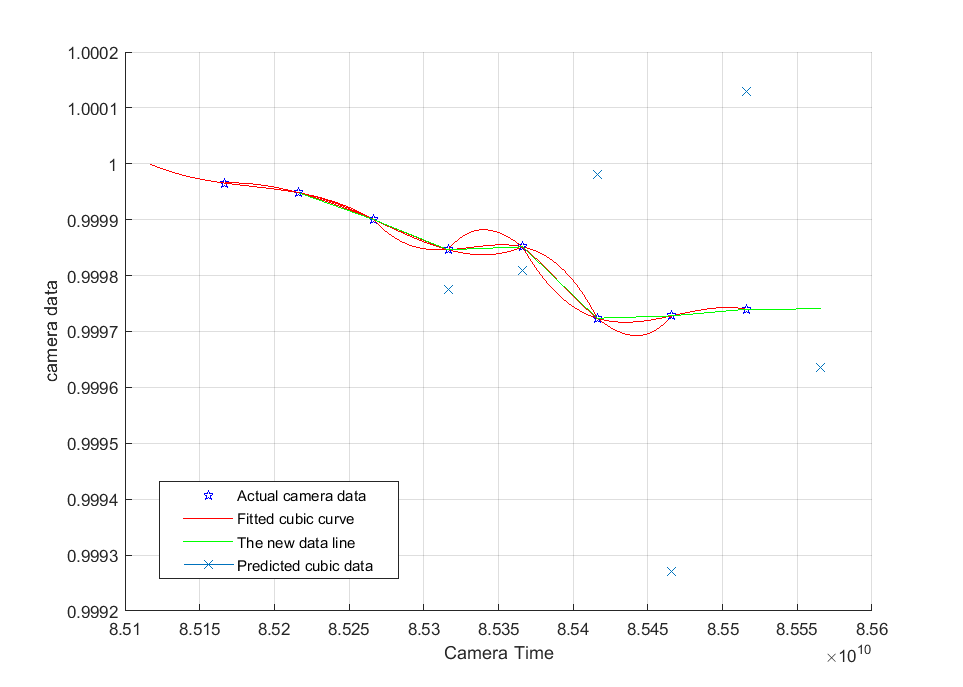 1.0002
1.0001
1
0.9999
0.9998
0.9997
0.9996
0.9995
0.9994
0.9993
0.9992
camera data
Actual camera data
Fitted cubic curve
The new data line
Predicted cubic data
8.51 8.515 8.52 8.525 8.53 8.535 8.54 8.545 8.55 8.555 8.56
Camera Time
×10^10